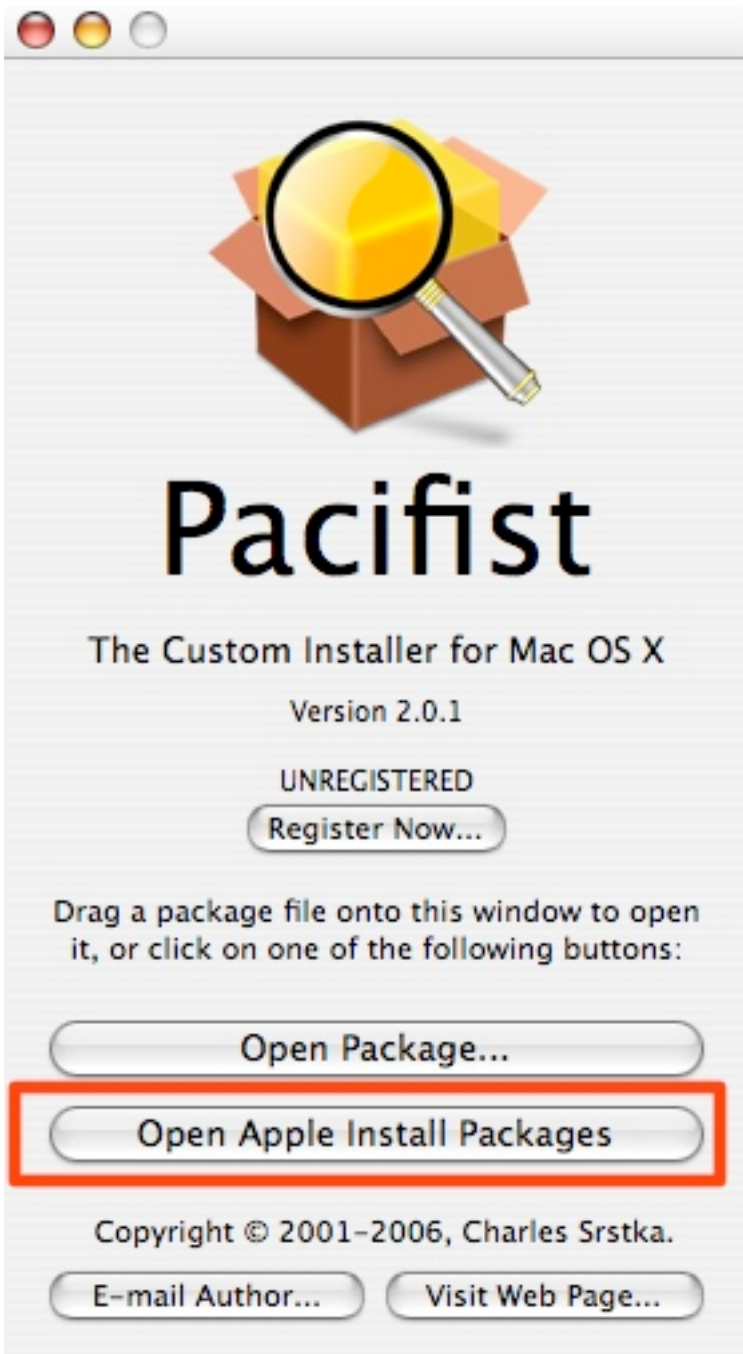 Pacifist
The Custom Installer for Mac OS X
Version 2.0.1
UNREGISTERED
Register Now...
Drag a package file onto this window to open
it, or click on one of the following buttons:
Open Package...
Open Apple Install Packages
Copyright © 2001-2006, Charles Srstka.
E-mail Author...
Visit Web Page...